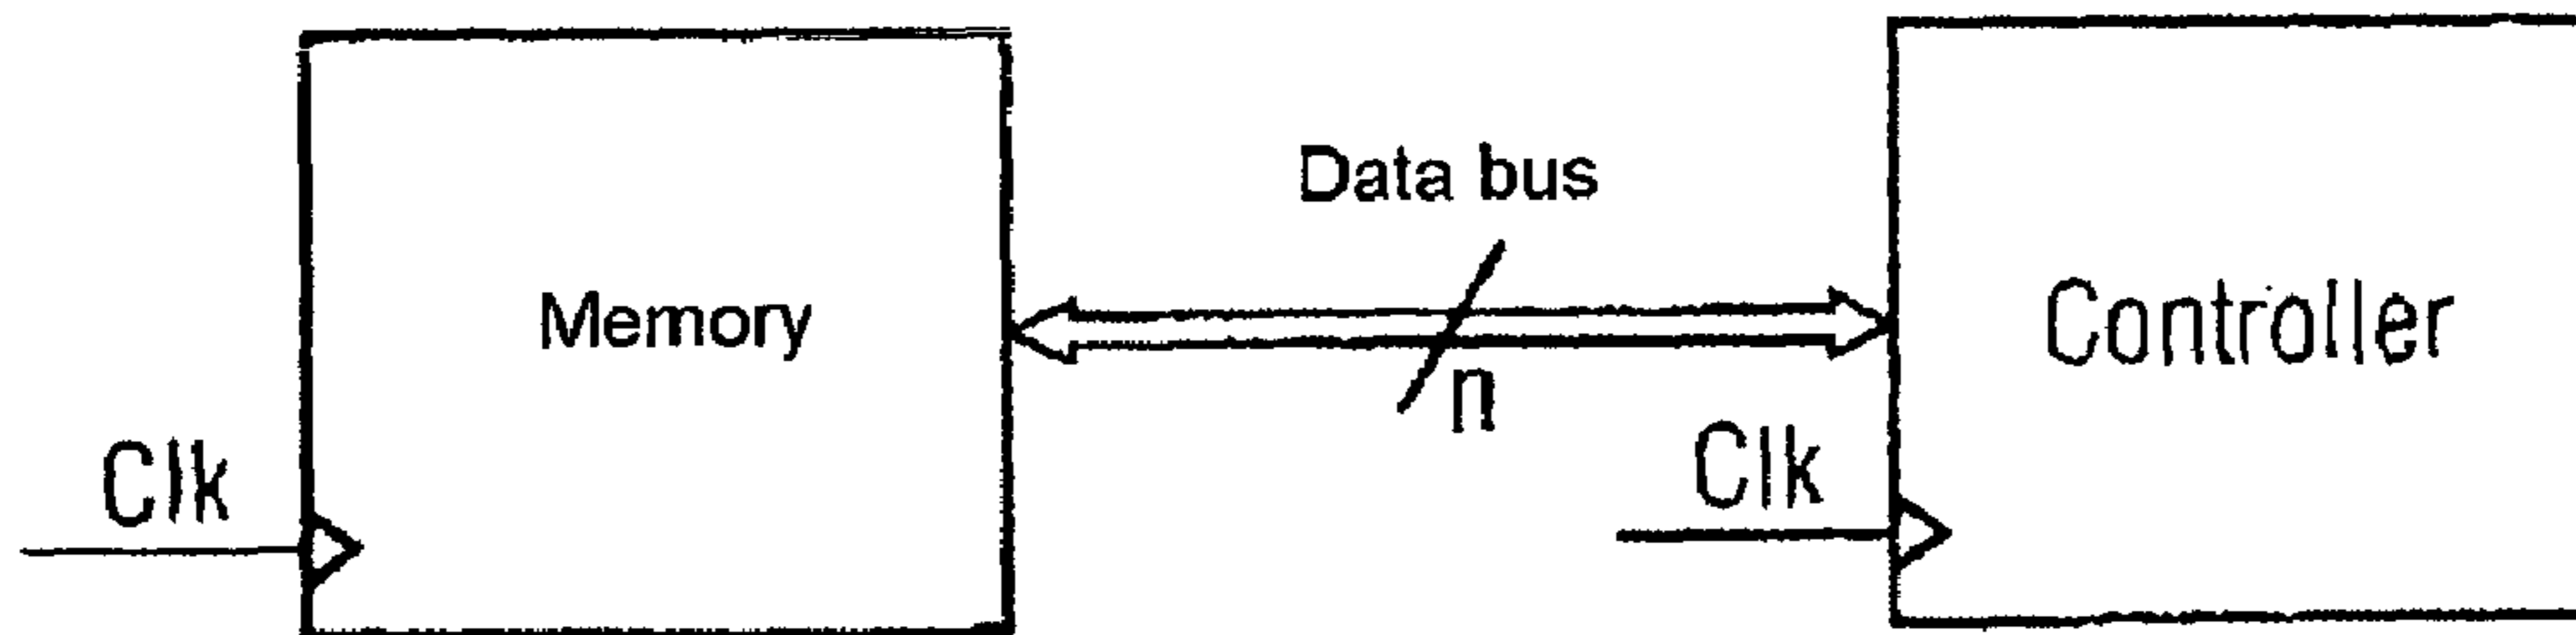 Data bus
Memory
Controller
n
Clk
Clk